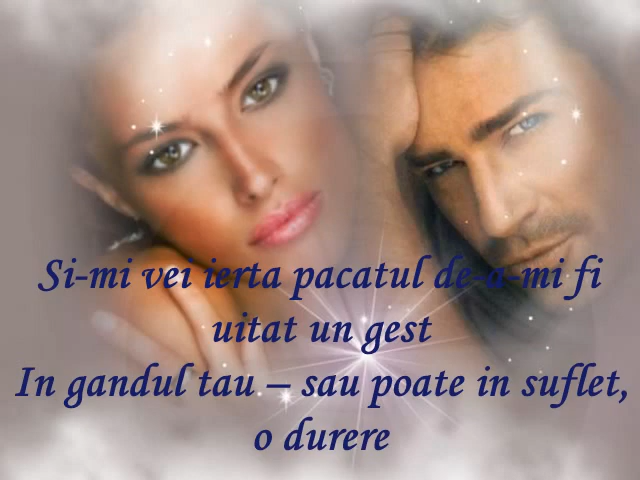 Si-mi vei ierta pacatul de-a-mi fi
uitat un gest
In gandul tau – sau poate in suflet,
o durere